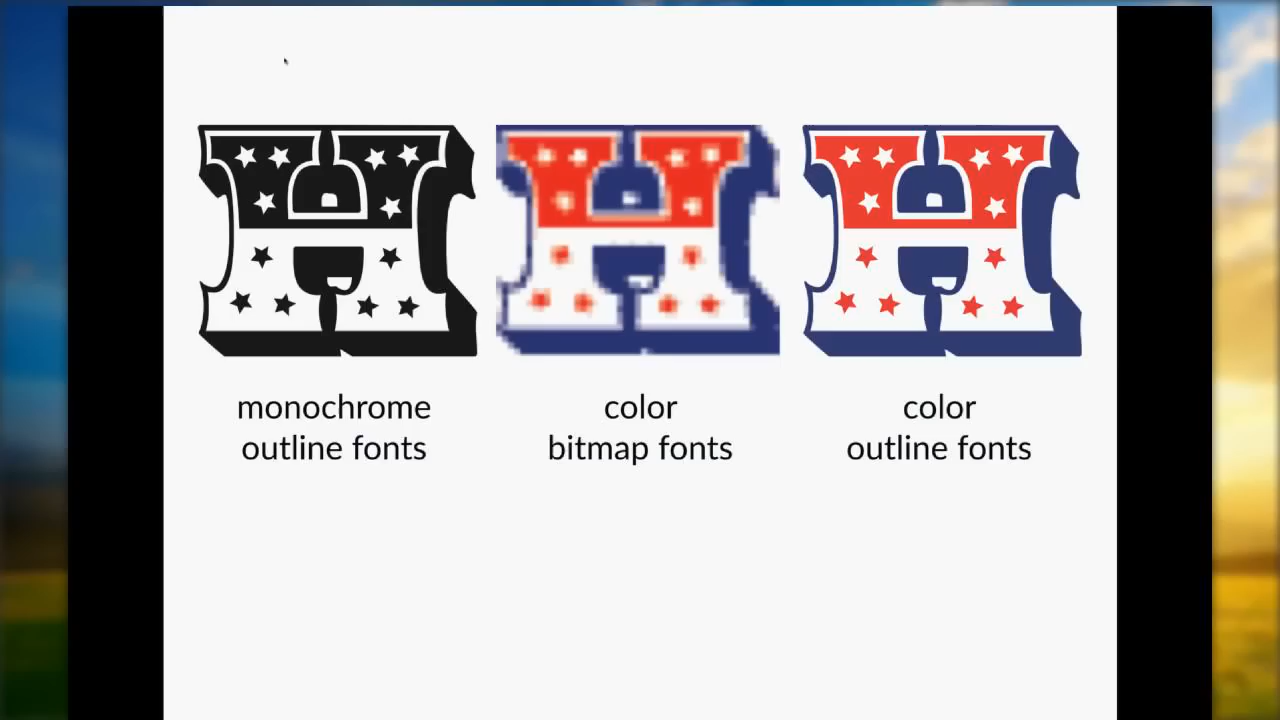 H H H
monochrome
outline fonts
color
bitmap fonts
color
outline fonts